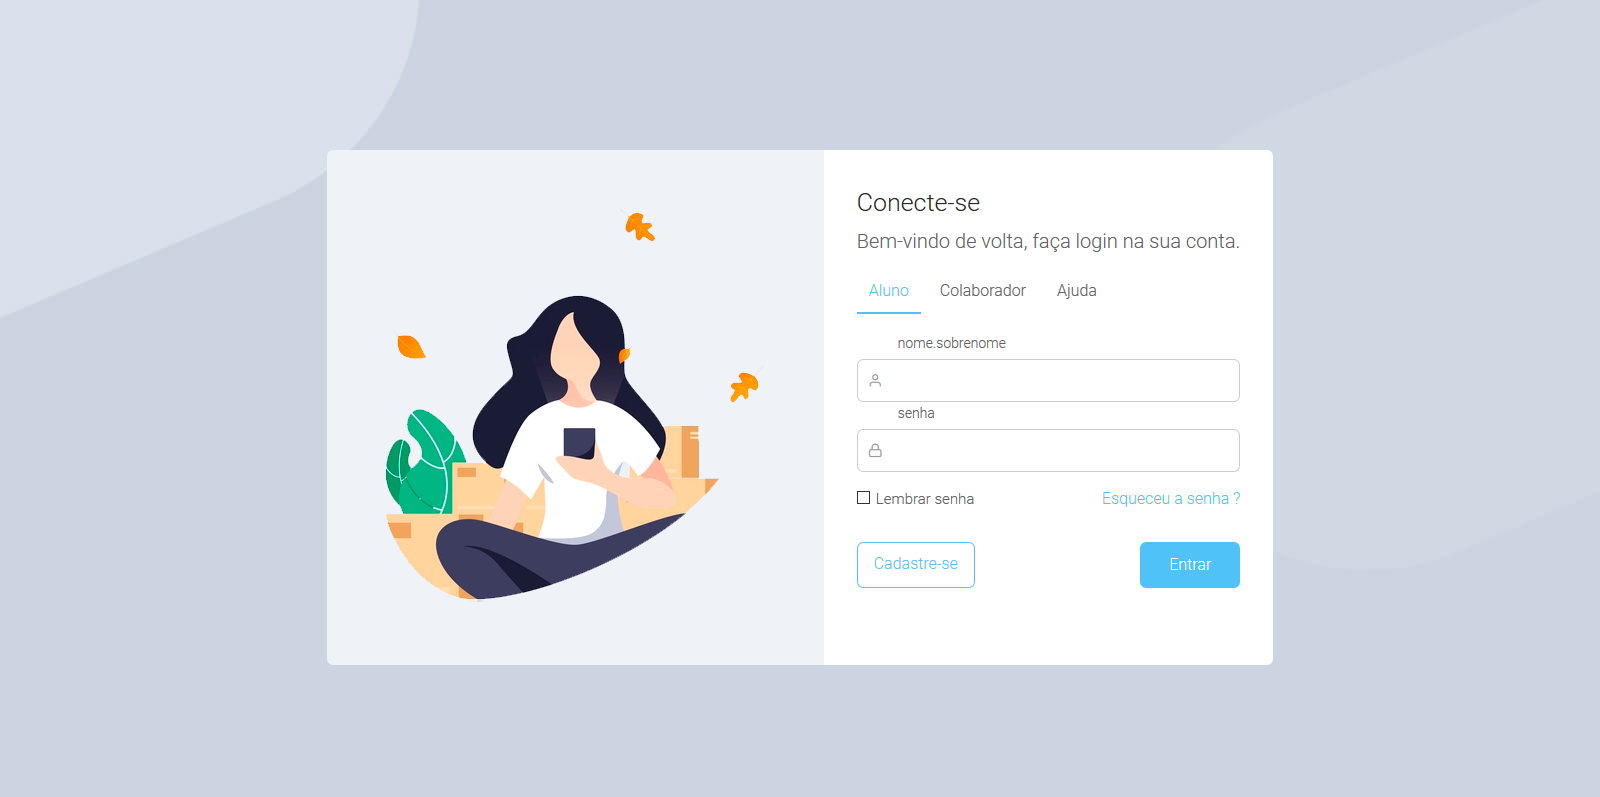 Conecte-se
Bem-vindo de volta, faça login na sua conta.
Aluno Colaborador Ajuda
nome.sobrenome
senha
Lembrar senha Esqueceu a senha ?
Cadastre-se Entrar